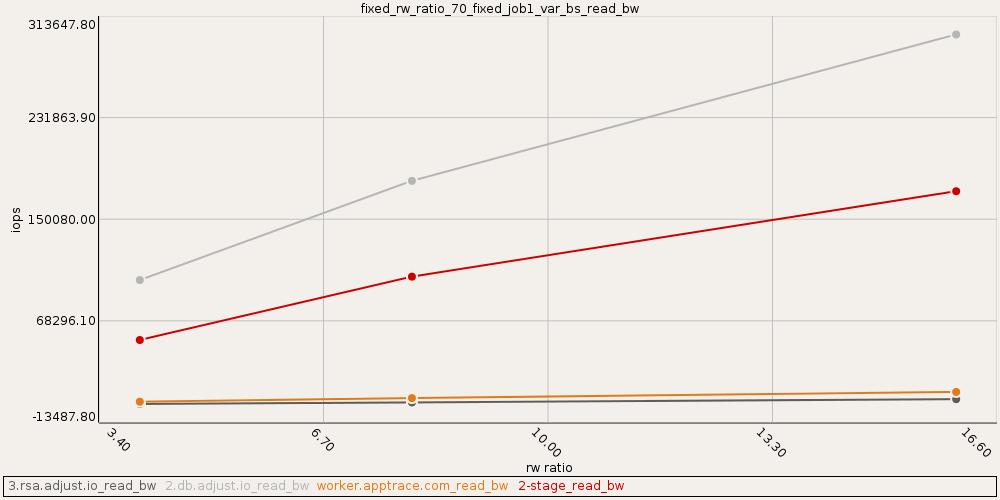 fixed_rw_ratio_70_fixed_job1_var_bs_read_bw
313647.80
231863.90
150080.00
68296.10
-13487.80
iops
3.40
6.70
10.00
13.30
16.60
rw ratio
3.rsa.adjust.io_read_bw 2.db.adjust.io_read_bw worker.apptrace.com_read_bw 2-stage_read_bw